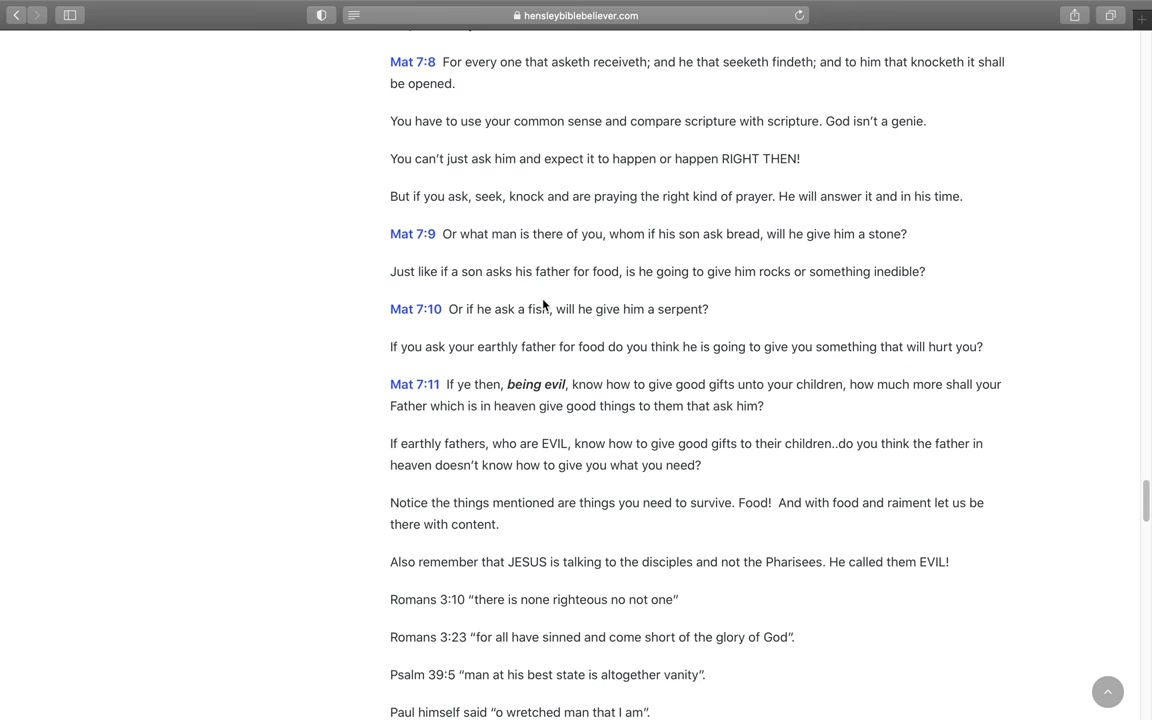 hensleybiblebeliever.com
Mat 7:8 For every one that asketh receiveth; and he that seeketh findeth; and to him that knocketh it shall
be opened.
You have to use your common sense and compare scripture with scripture. God isn’t a genie.
You can’t just ask him and expect it to happen or happen RIGHT THEN!
But if you ask, seek, knock and are praying the right kind of prayer. He will answer it and in his time.
Mat 7:9 Or what man is there of you, whom if his son ask bread, will he give him a stone?
Just like if a son asks his father for food, is he going to give him rocks or something inedible?
Mat 7:10 Or if he ask a fish, will he give him a serpent?
If you ask your earthly father for food do you think he is going to give you something that will hurt you?
Mat 7:11 If ye then, being evil, know how to give good gifts unto your children, how much more shall your
Father which is in heaven give good things to them that ask him?
If earthly fathers, who are EVIL, know how to give good gifts to their children..do you think the father in
heaven doesn’t know how to give you what you need?
Notice the things mentioned are things you need to survive. Food! And with food and raiment let us be
there with content.
Also remember that JESUS is talking to the disciples and not the Pharisees. He called them EVIL!
Romans 3:10 “there is none righteous no not one”
Romans 3:23 “for all have sinned and come short of the glory of God”.
Psalm 39:5 “man at his best state is altogether vanity”.
Paul himself said “o wretched man that I am”.